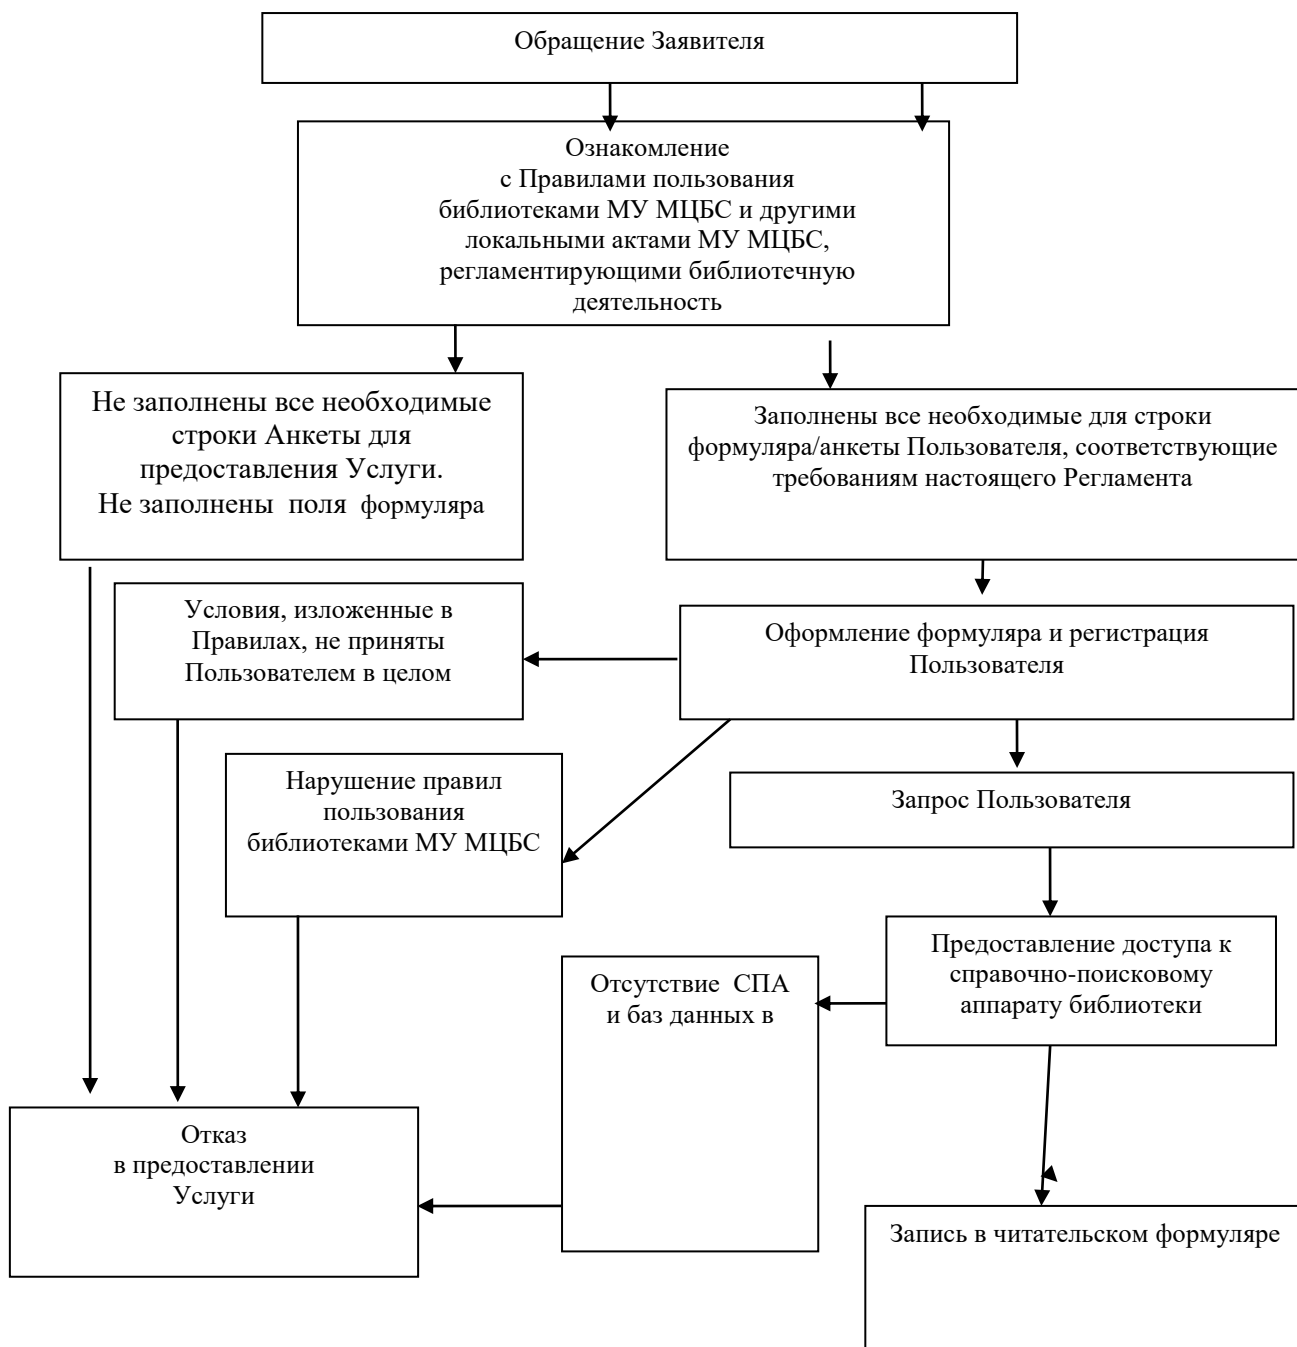 Обращение Заявителя
Ознакомление
с Правилами пользования
библиотеками МУ МЦБС и другими
локальными актами МУ МЦБС,
регламентирующими библиотечную
деятельность
Не заполнены все необходимые
строки Анкеты для
предоставления Услуги.
Не заполнены поля формуляра
Заполнены все необходимые для строки
формуляра/анкеты Пользователя, соответствующие
требованиям настоящего Регламента
Условия, изложенные в
Правилах, не приняты
Пользователем в целом
Оформление формуляра и регистрация
Пользователя
Нарушение правил
пользования
библиотеками МУ МЦБС
Запрос Пользователя
Предоставление доступа к
справочно-поисковому
аппарату библиотеки
Отсутствие СПА
и баз данных в
Отказ
в предоставлении
Услуги
Запись в читательском формуляре